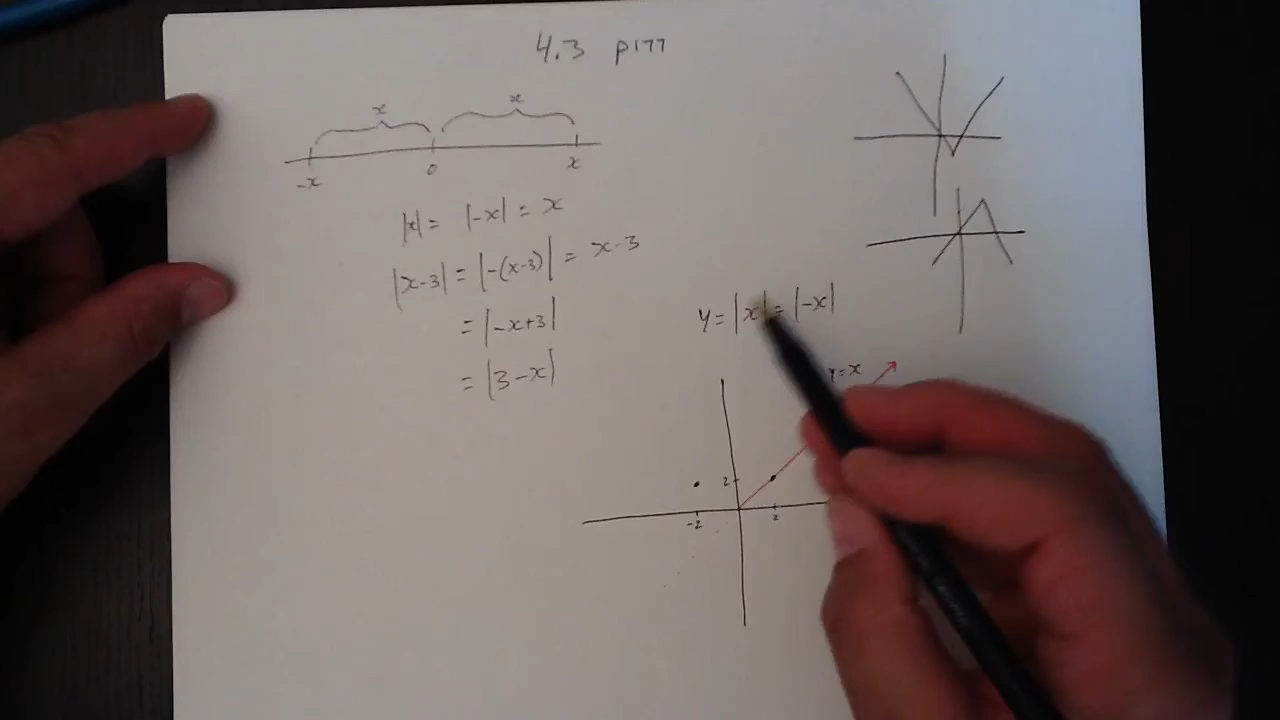 4.3 p177
x x
-x 0 x
|x| = |-x| = x
|x-3| = |-(x-3)| = x-3
= |-x+3|
= |3-x|
y = |x| = |-x|
y=x
2
-2 2